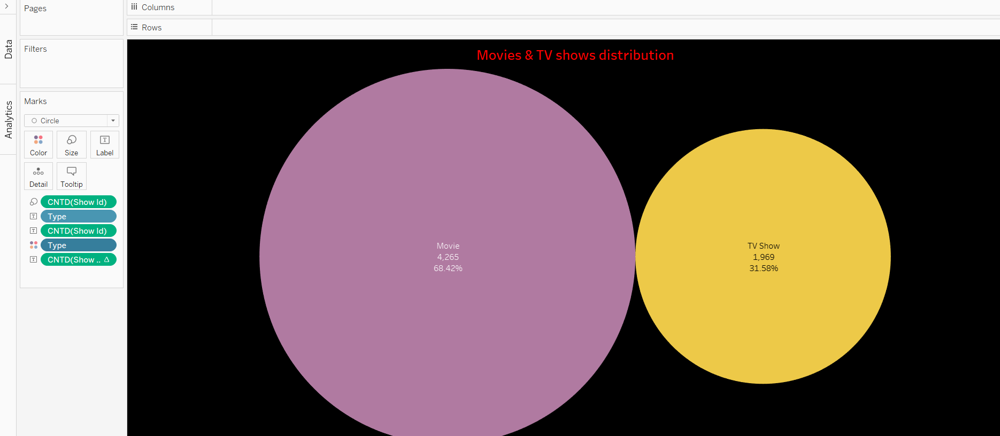 Pages
Columns
Rows
Data
Filters
Analytics
Marks
Circle
Color
Size
Label
Detail
Tooltip
CNTD(Show Id)
Type
CNTD(Show Id)
Type
CNTD(Show .. Δ
Movies & TV shows distribution
Movie
4,265
68.42%
TV Show
1,969
31.58%